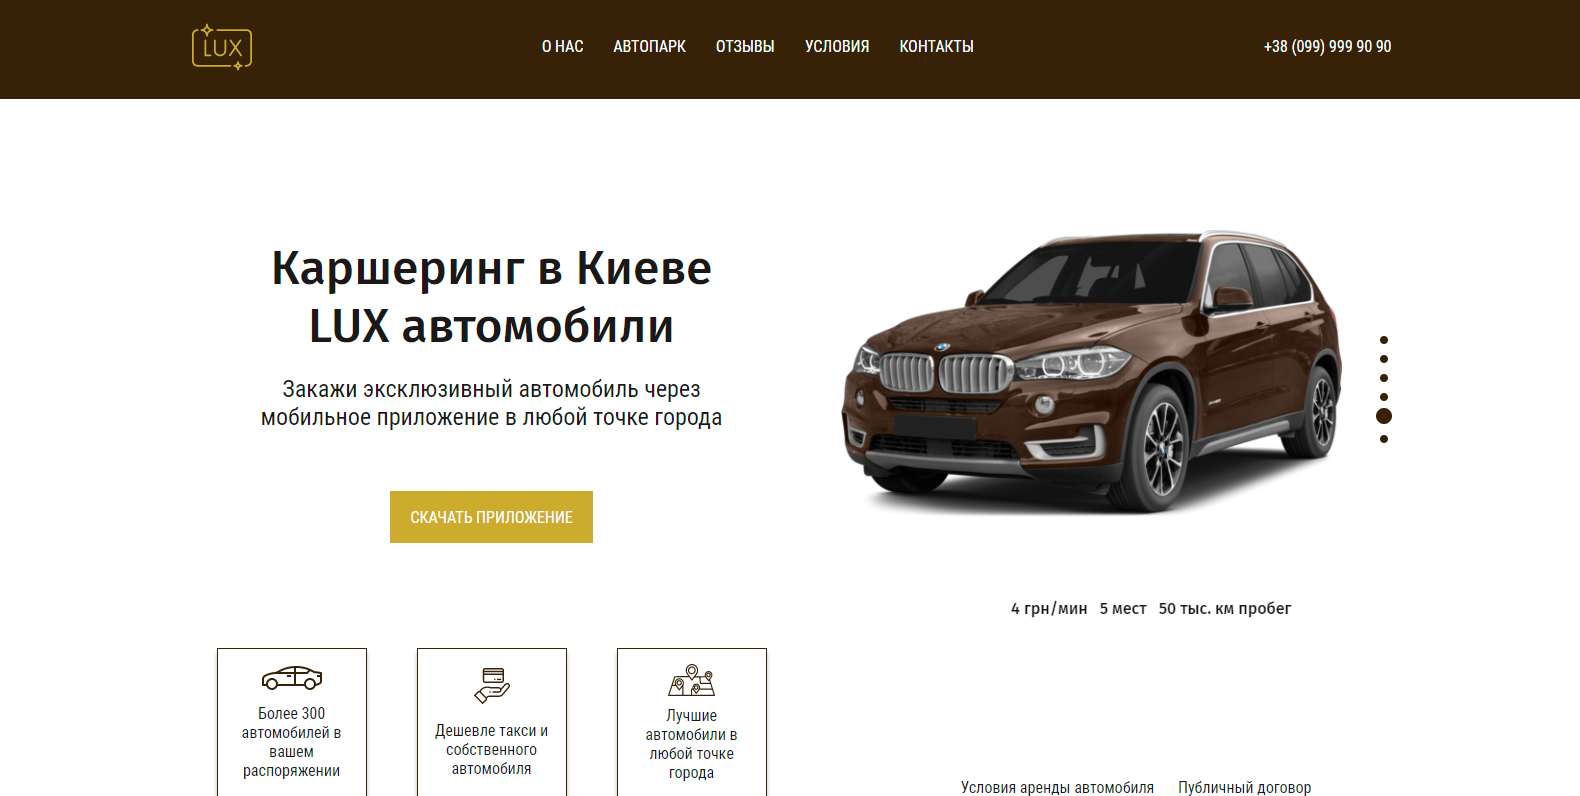 LUX
О НАС АВТОПАРК ОТЗЫВЫ УСЛОВИЯ КОНТАКТЫ
+38 (099) 999 90 90
Каршеринг в Киеве
LUX автомобили
Закажи эксклюзивный автомобиль через
мобильное приложение в любой точке города
СКАЧАТЬ ПРИЛОЖЕНИЕ
4 грн/мин 5 мест 50 тыс. км пробег
Более 300
автомобилей в
вашем
распоряжении
Дешевле такси и
собственного
автомобиля
Лучшие
автомобили в
любой точке
города
Условия аренды автомобиля Публичный договор